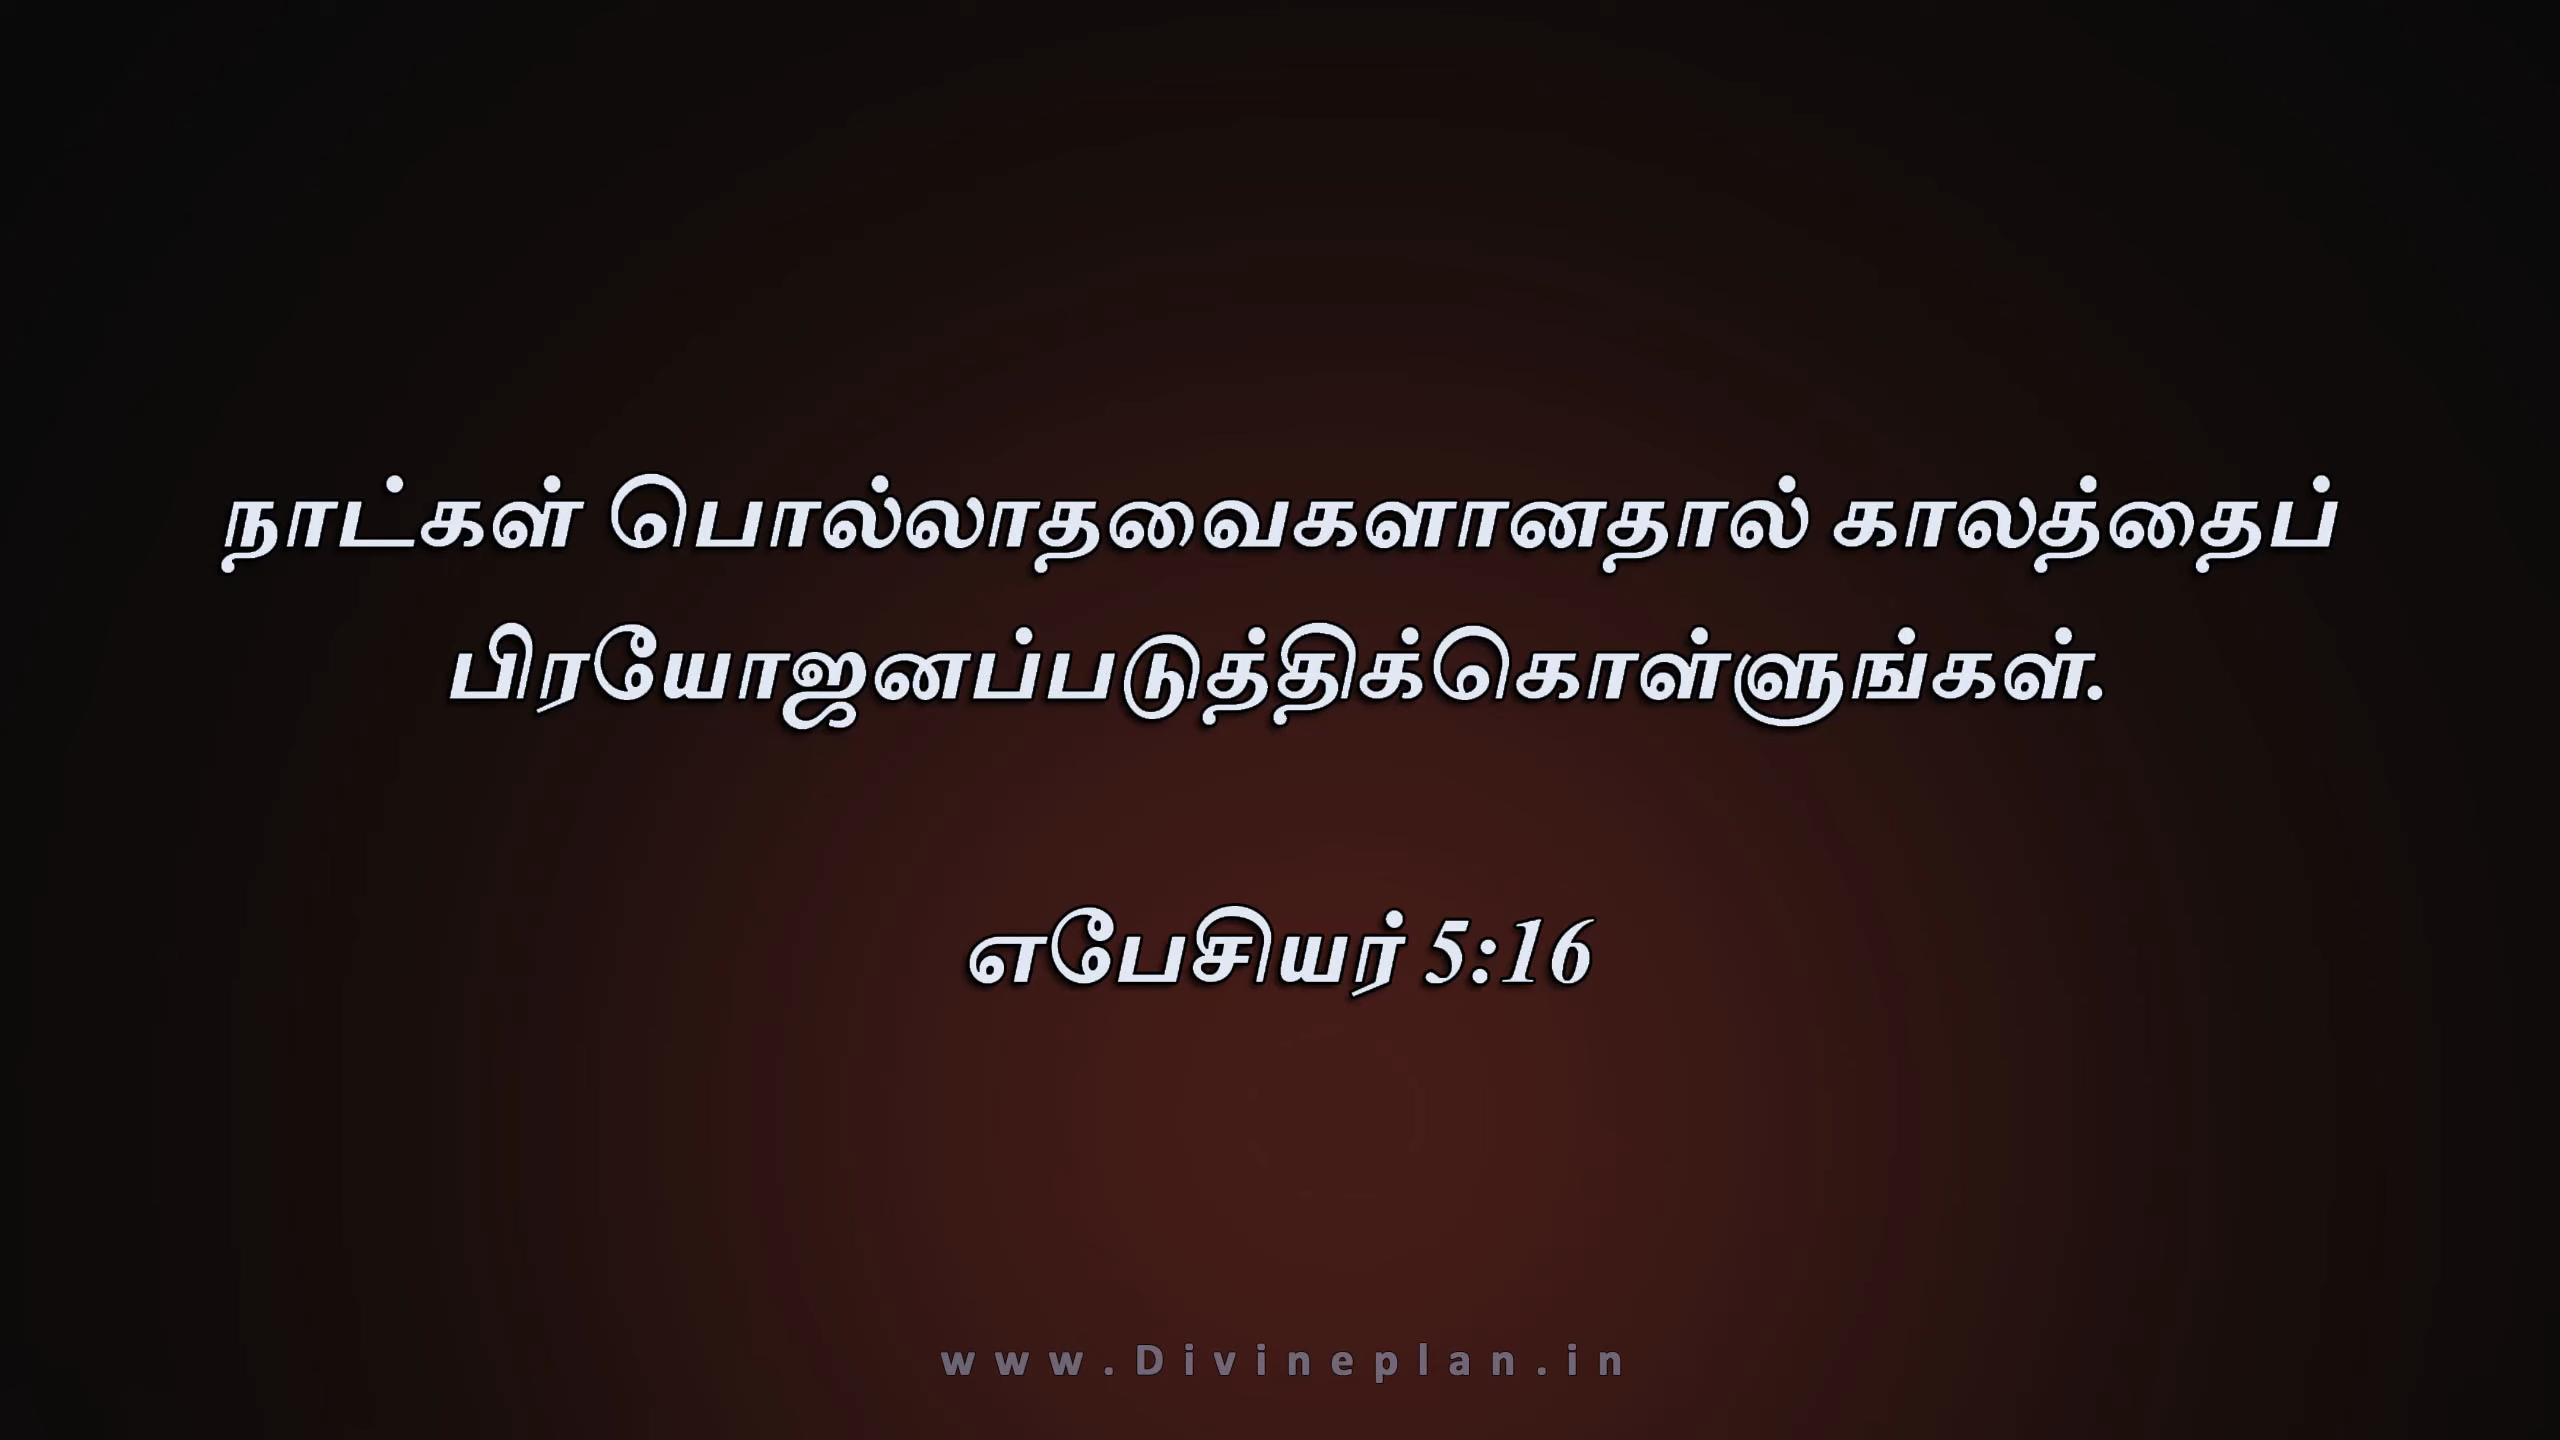 நாட்கள் பொல்லாதவைகளானதால் காலத்தைப்
பிரயோஜனப்படுத்திக்கொள்ளுங்கள்.
எபேசியர் 5:16
www.Divineplan.in